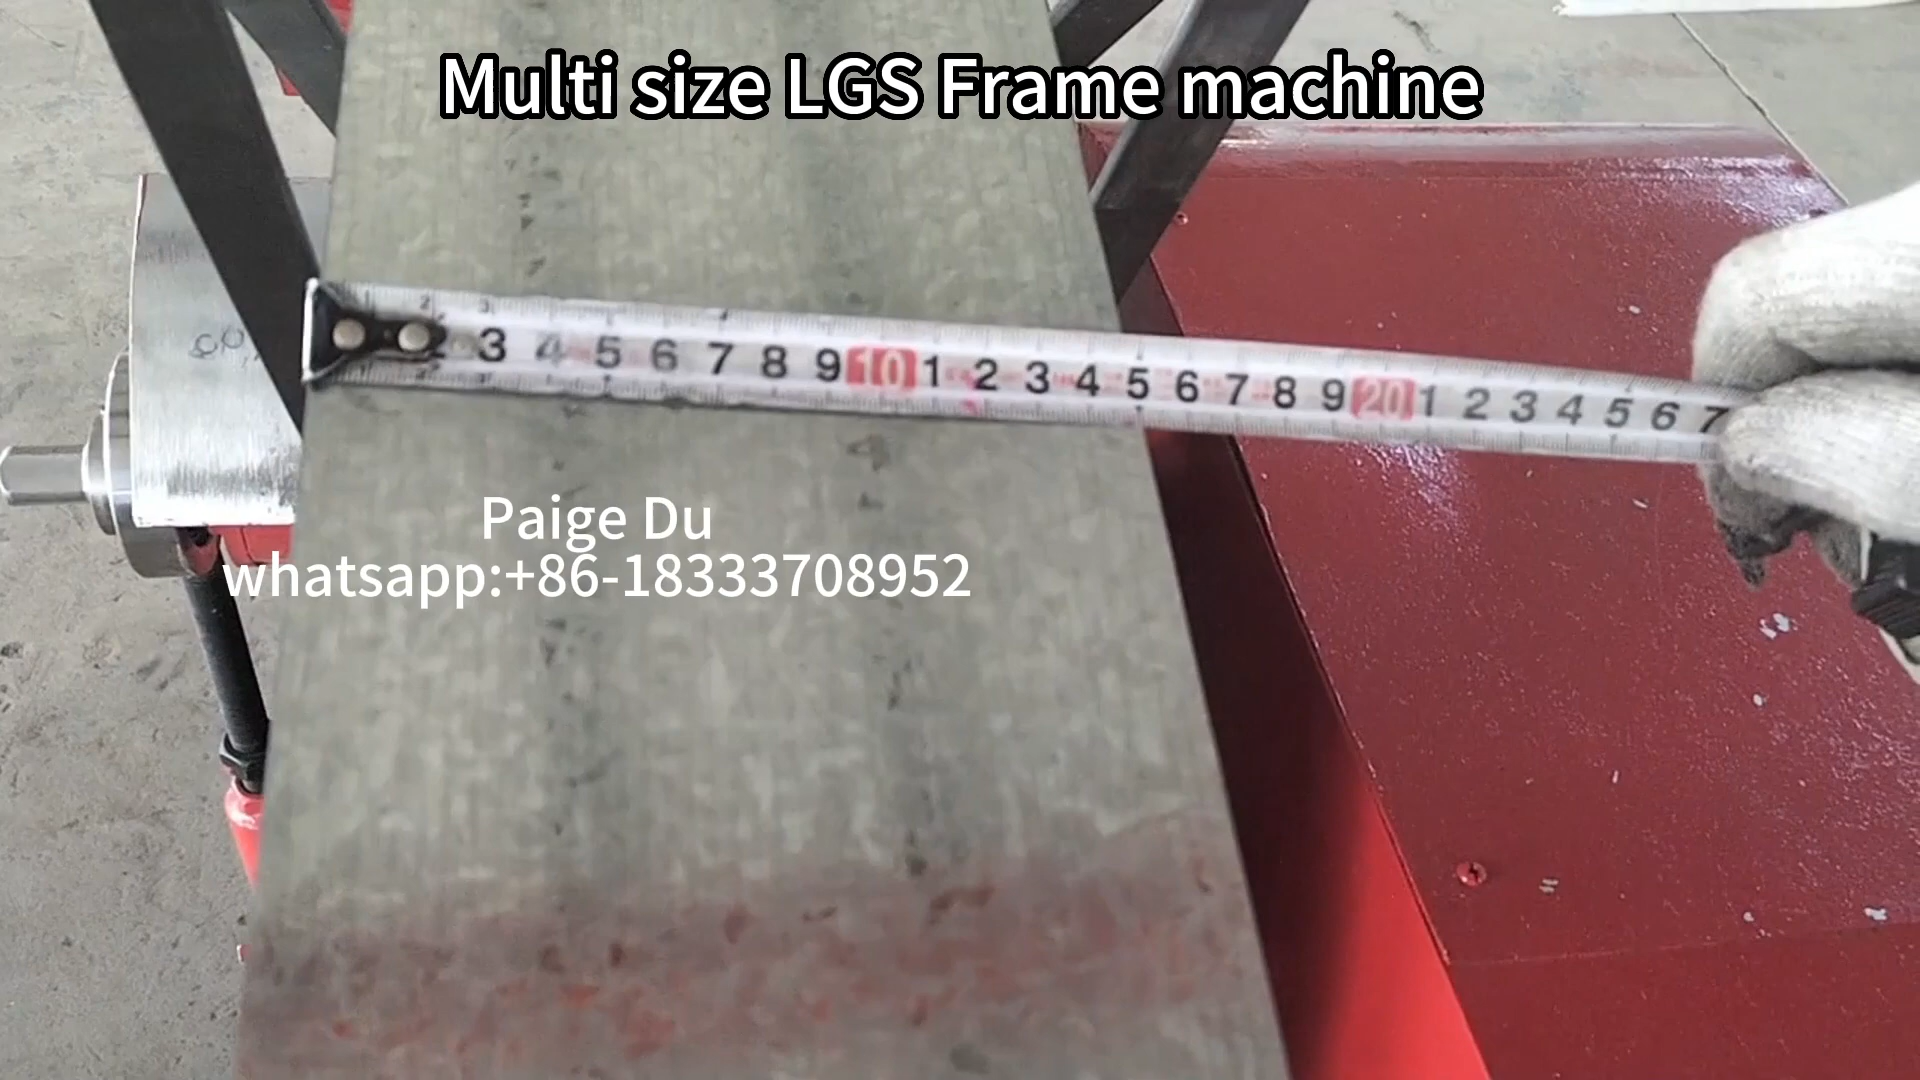 Multi size LGS Frame machine
3 4 5 6 7 8 9 10 1 2 3 4 5 6 7 8 9 20 1 2 3 4 5 6 7
Paige Du
whatsapp:+86-18333708952